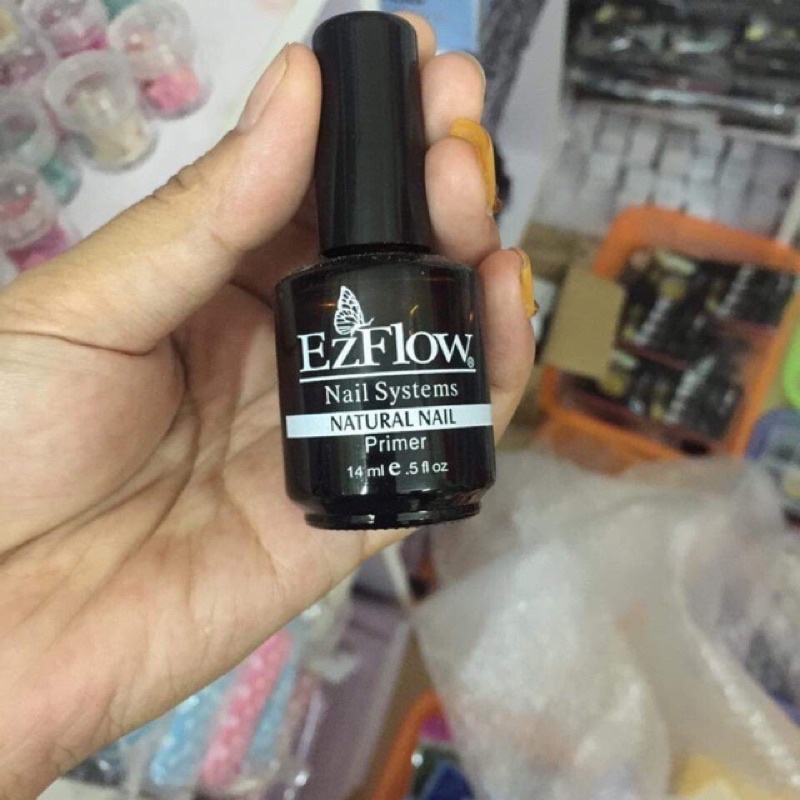 EzFlow®
Nail Systems
NATURAL NAIL
Primer
14 ml e .5 fl oz